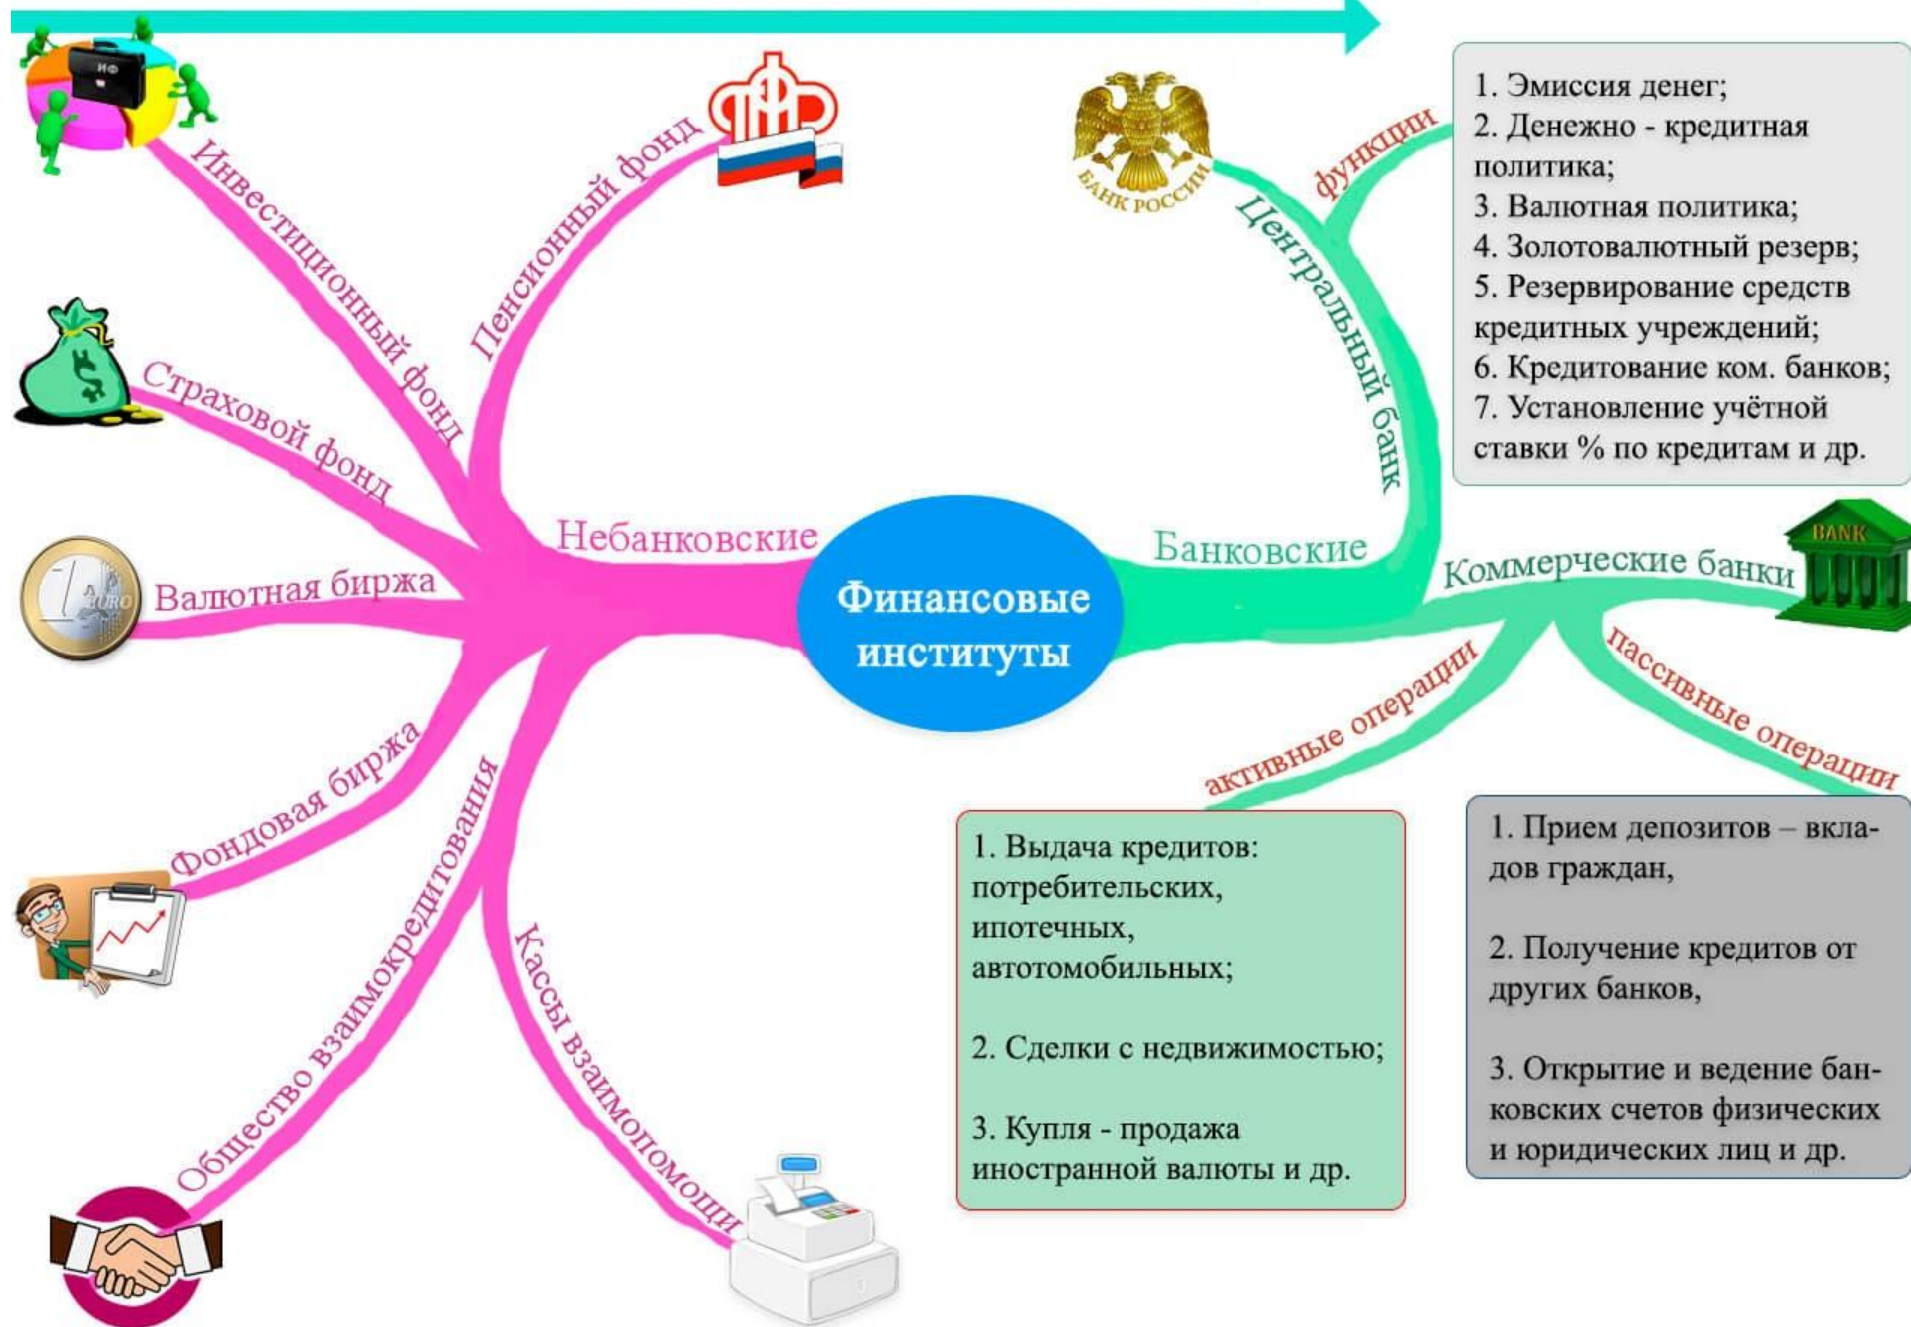 ИФ
Инвестиционный фонд
Пенсионный фонд
Страховой фонд
Валютная биржа
1 EURO
Фондовая биржа
Общество взаимокредитования
Кассы взаимопомощи
Небанковские
Финансовые
институты
Банковские
БАНК РОССИИ
Центральный банк
функции
1. Эмиссия денег;
2. Денежно - кредитная
политика;
3. Валютная политика;
4. Золотовалютный резерв;
5. Резервирование средств
кредитных учреждений;
6. Кредитование ком. банков;
7. Установление учётной
ставки % по кредитам и др.
Коммерческие банки
BANK
активные операции
1. Выдача кредитов:
потребительских,
ипотечных,
автотомобильных;
2. Сделки с недвижимостью;
3. Купля - продажа
иностранной валюты и др.
пассивные операции
1. Прием депозитов – вкла-
дов граждан,
2. Получение кредитов от
других банков,
3. Открытие и ведение бан-
ковских счетов физических
и юридических лиц и др.